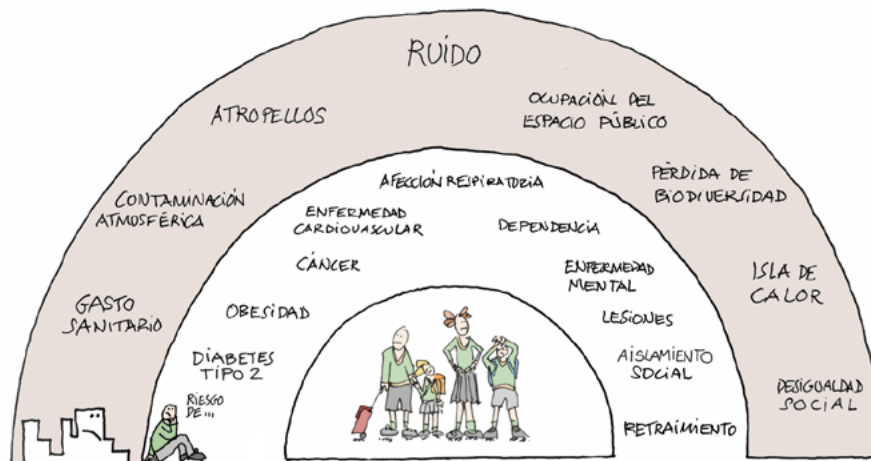 RUÍDO
ATROPELLOS
OCUPACIÓN DEL
ESPACIO PÚBLICO
CONTAMINACIÓN
ATMOSFÉRICA
PÉRDIDA DE
BIODIVERSIDAD
GASTO
SANITARIO
ISLA DE
CALOR
DESIGUALDAD
SOCIAL
AFECCIÓN RESPIRATORIA
ENFERMEDAD
CARDIOVASCULAR
DEPENDENCIA
CÁNCER
ENFERMEDAD
MENTAL
OBESIDAD
LESIONES
DIABETES
TIPO 2
AISLAMIENTO
SOCIAL
RIESGO
DE...
RETRAIMIENTO